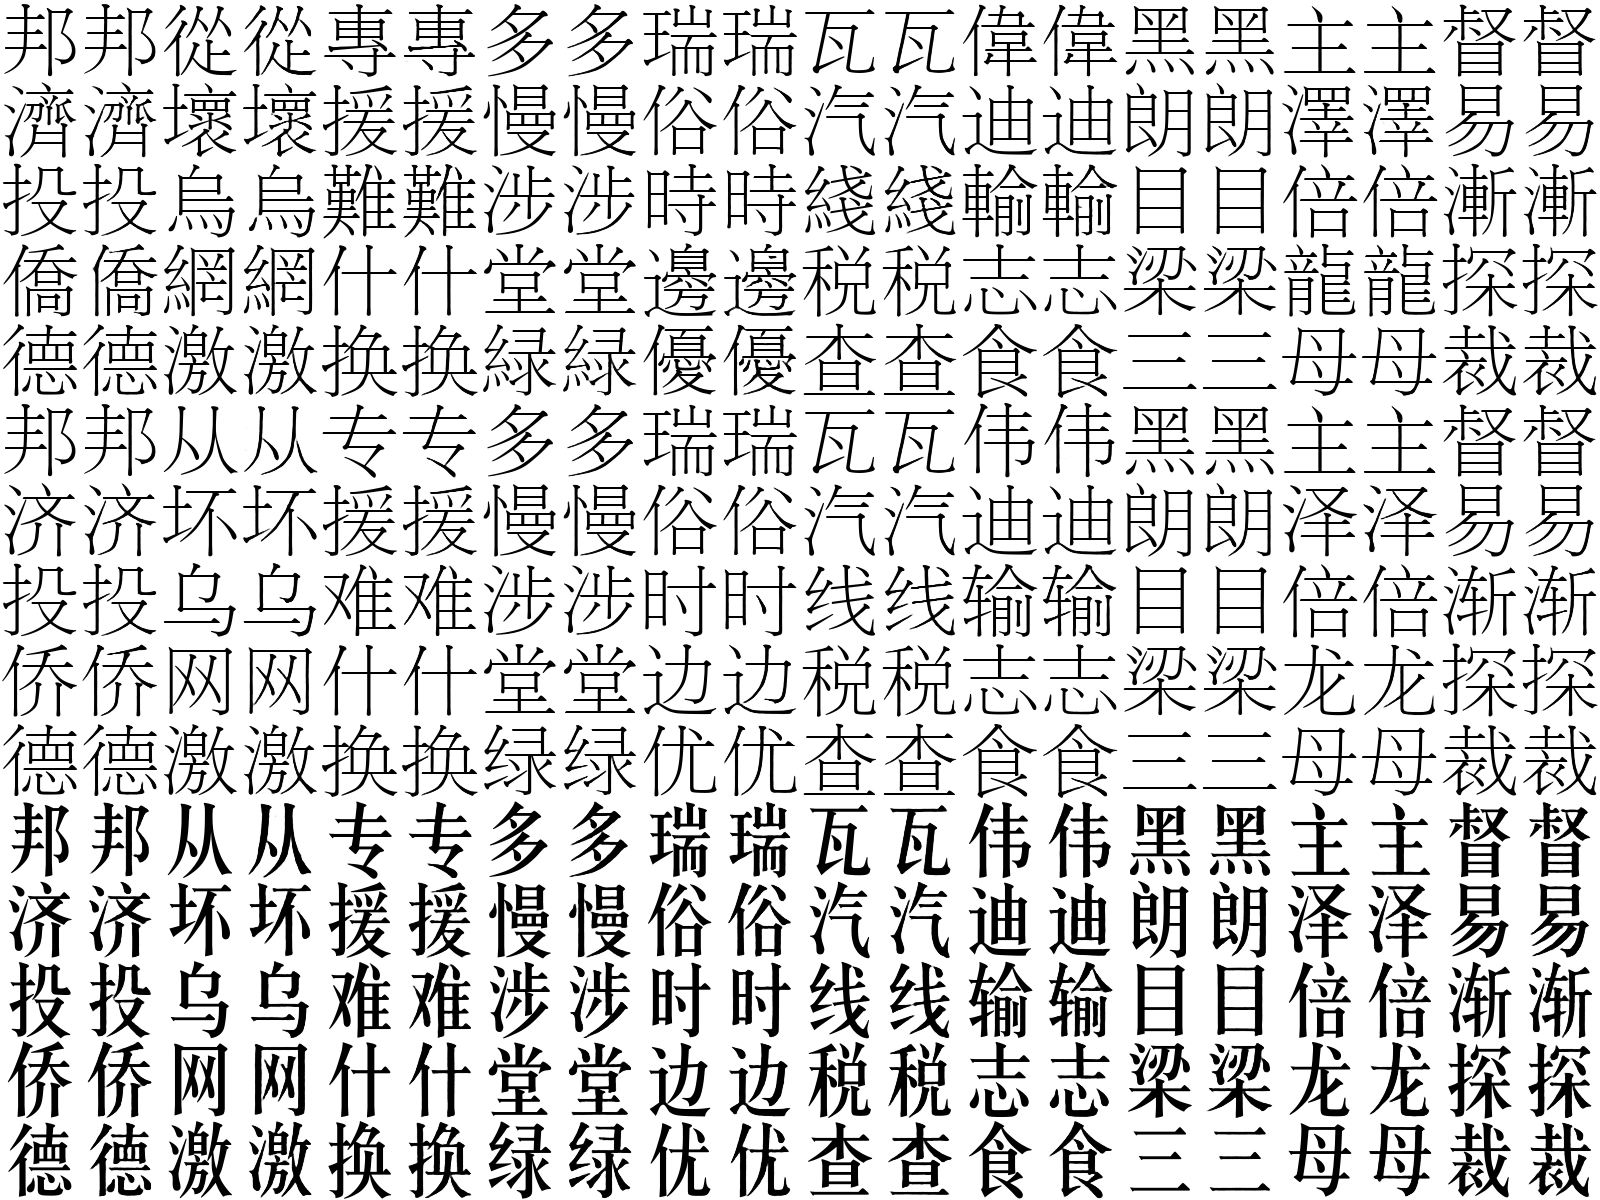 邦邦從從專專多多瑞瑞瓦瓦偉偉黑黑主主督督
濟濟壞壞援援慢慢俗俗汽汽迪迪朗朗澤澤易易
投投烏烏難難涉涉時時綫綫輸輸目目倍倍漸漸
僑僑網網什什堂堂邊邊税税志志梁梁龍龍探探
德德激激换换緑緑優優查查食食三三母母裁裁
邦邦从从专专多多瑞瑞瓦瓦伟伟黑黑主主督督
济济坏坏援援慢慢俗俗汽汽迪迪朗朗泽泽易易
投投乌乌难难涉涉时时线线输输目目倍倍渐渐
侨侨网网什什堂堂边边税税志志梁梁龙龙探探
德德激激换换绿绿优优查查食食三三母母裁裁
邦邦从从专专多多瑞瑞瓦瓦伟伟黑黑主主督督
济济坏坏援援慢慢俗俗汽汽迪迪朗朗泽泽易易
投投乌乌难难涉涉时时线线输输目目倍倍渐渐
侨侨网网什什堂堂边边税税志志梁梁龙龙探探
德德激激换换绿绿优优查查食食三三母母裁裁